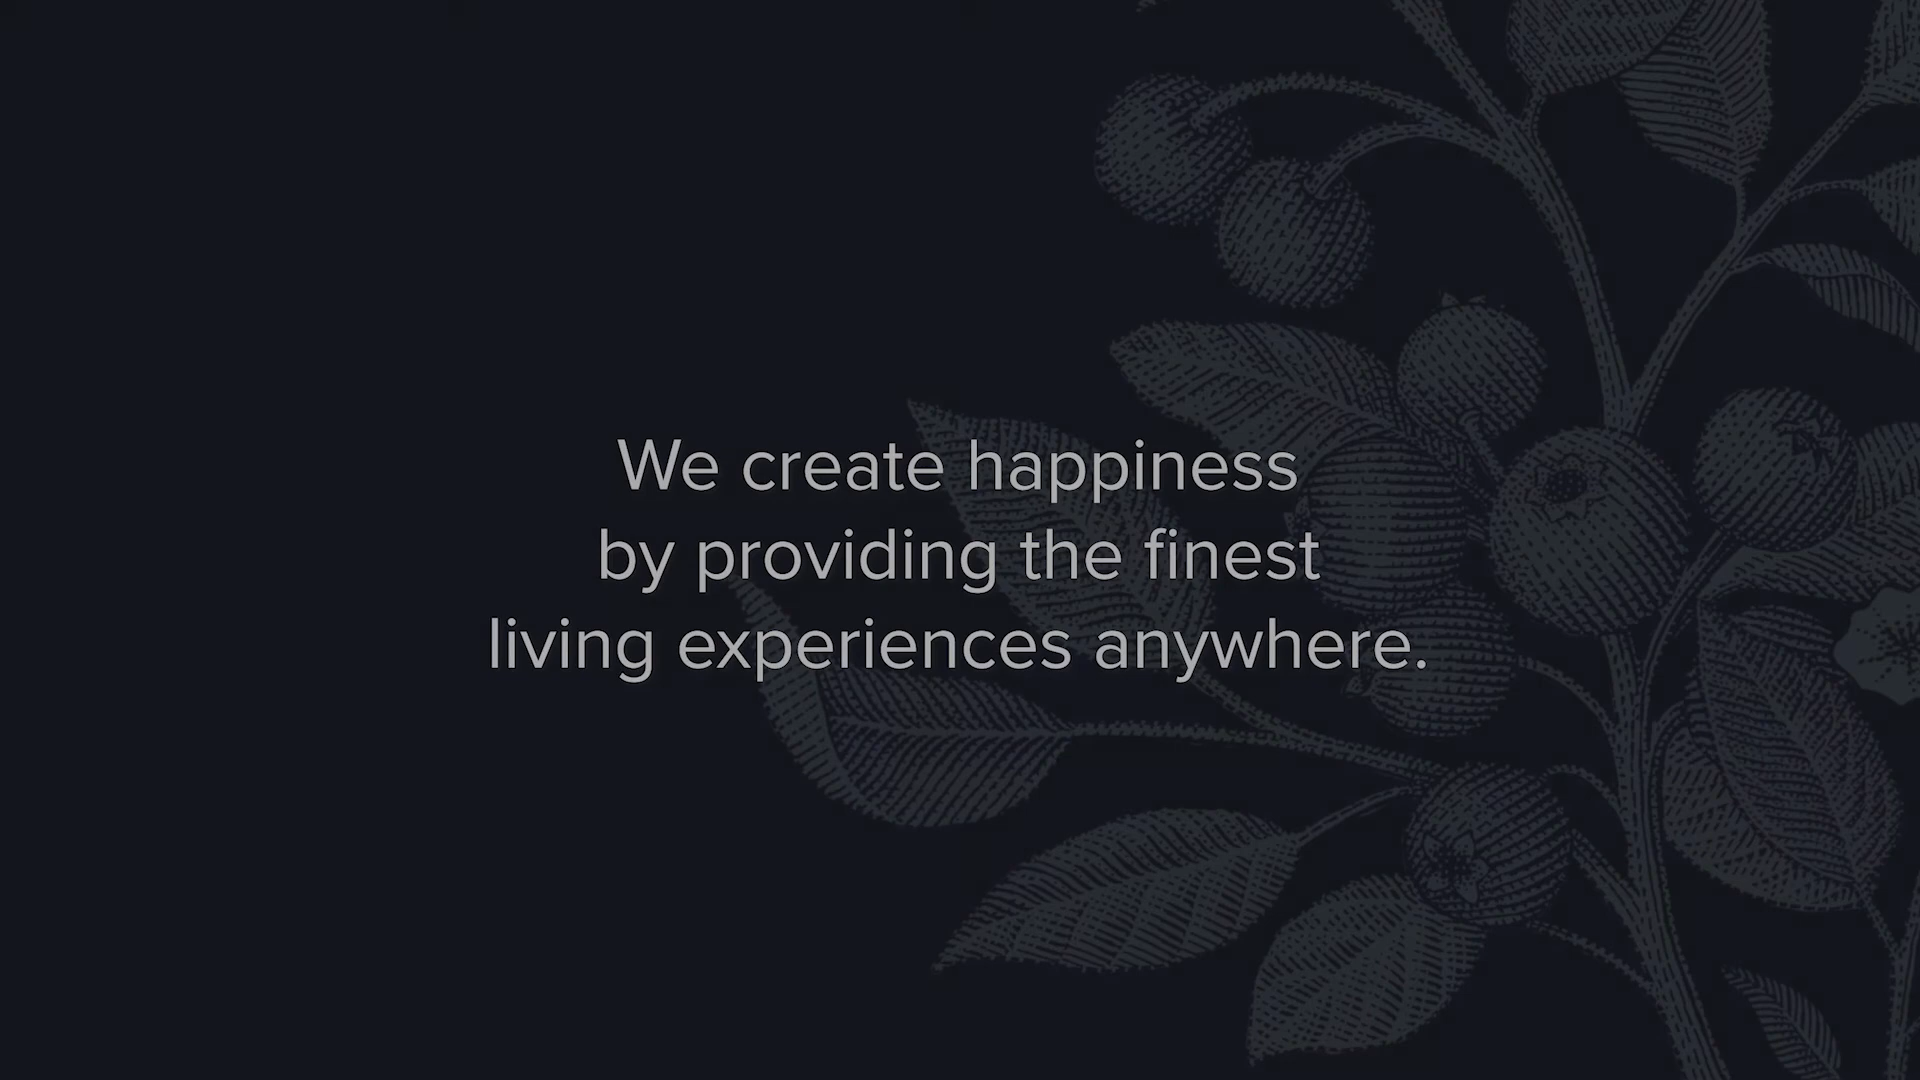 We create happiness
by providing the finest
living experiences anywhere.